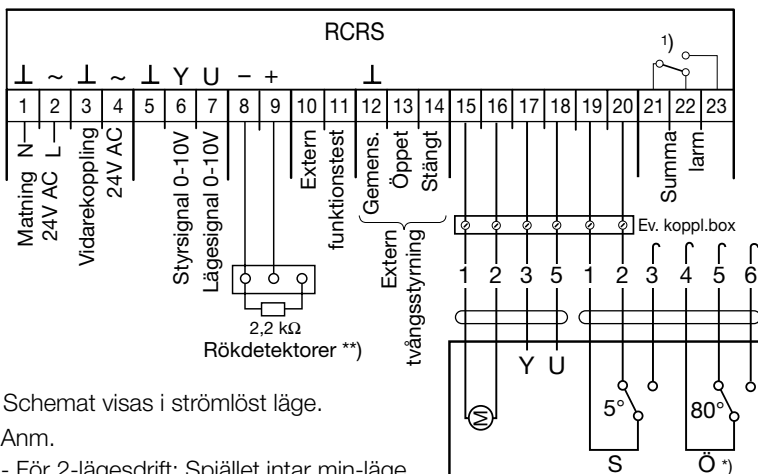 RCRS
1)
⊥ ~ ⊥ ~ ⊥ Y U − + ⊥
1 2 3 4 5 6 7 8 9 10 11 12 13 14 15 16 17 18 19 20 21 22 23
Matning N
24V AC L
Vidarekoppling
24V AC
Styrsignal 0-10V
Lägesignal 0-10V
Extern
funktionstest
Gemens.
Öppet
Stängt
Summa
larm
Extern
tvångsstyrning
Ev. koppl.box
1 2 3 5 1 2 3 4 5 6
2,2 kΩ
Rökdetektorer **)
Y U
M
5°
80°
S
Ö *)
Schemat visas i strömlöst läge.
Anm.
- För 2-lägesdrift: Spjället intar min-läge